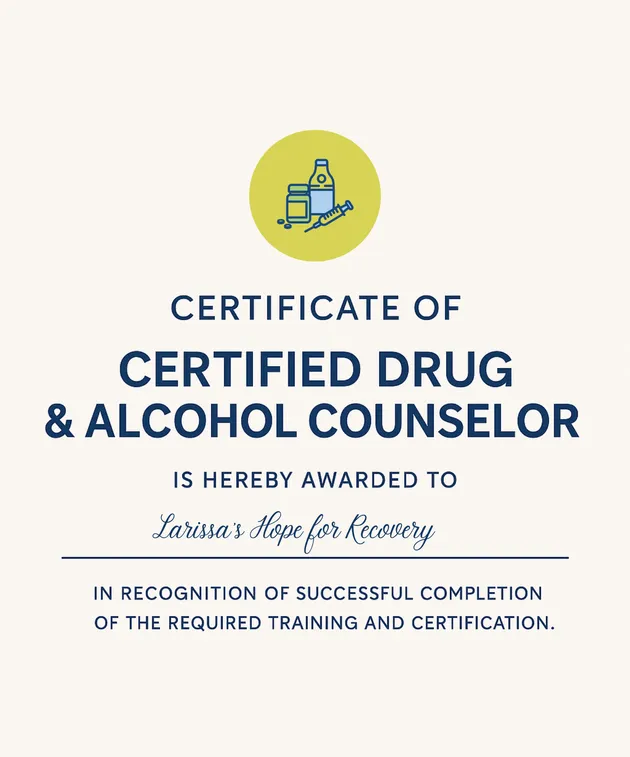 CERTIFICATE OF
CERTIFIED DRUG
& ALCOHOL COUNSELOR
IS HEREBY AWARDED TO
Larissa's Hope for Recovery
IN RECOGNITION OF SUCCESSFUL COMPLETION
OF THE REQUIRED TRAINING AND CERTIFICATION.